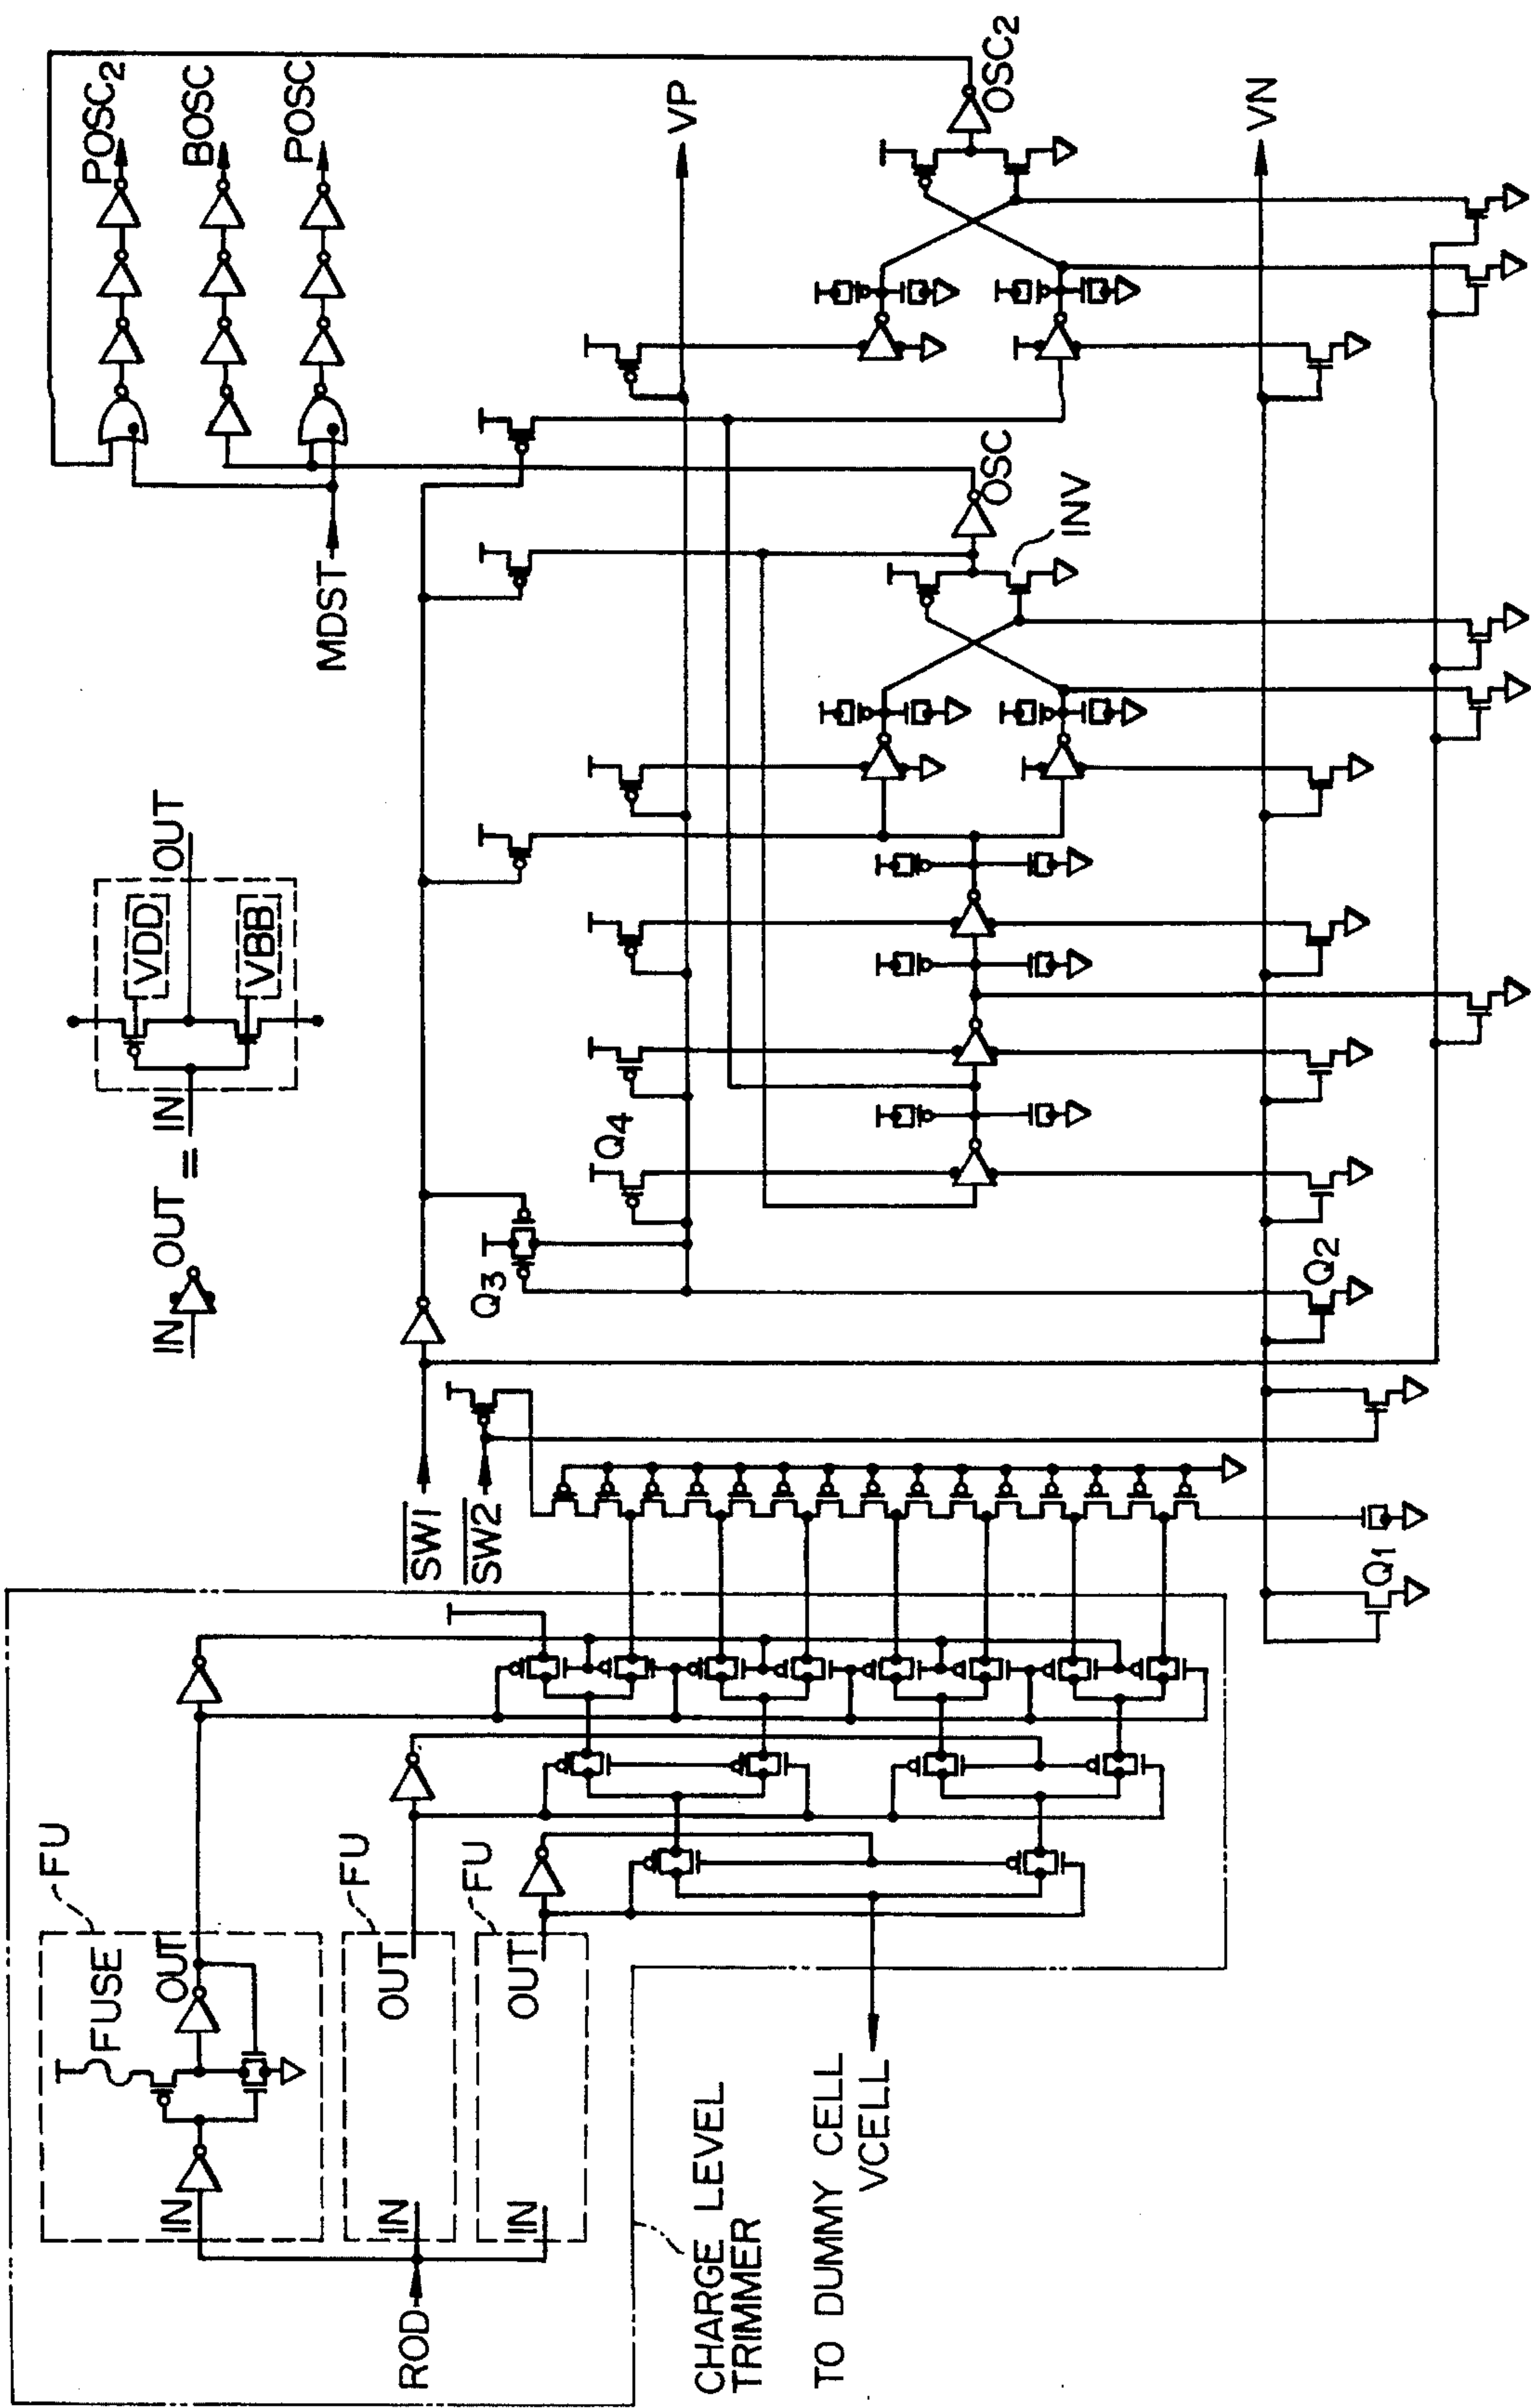 IN OUT = IN OUT
VDD
VBB
POSC2
BOSC
POSC
MDST
FU
FUSE
IN OUT
FU
IN OUT
FU
IN OUT
ROD
SW1
SW2
Q3
Q4
VP
OSC
INV
OSC2
CHARGE LEVEL
TRIMMER
TO DUMMY CELL
VCELL
Q1
Q2
VN